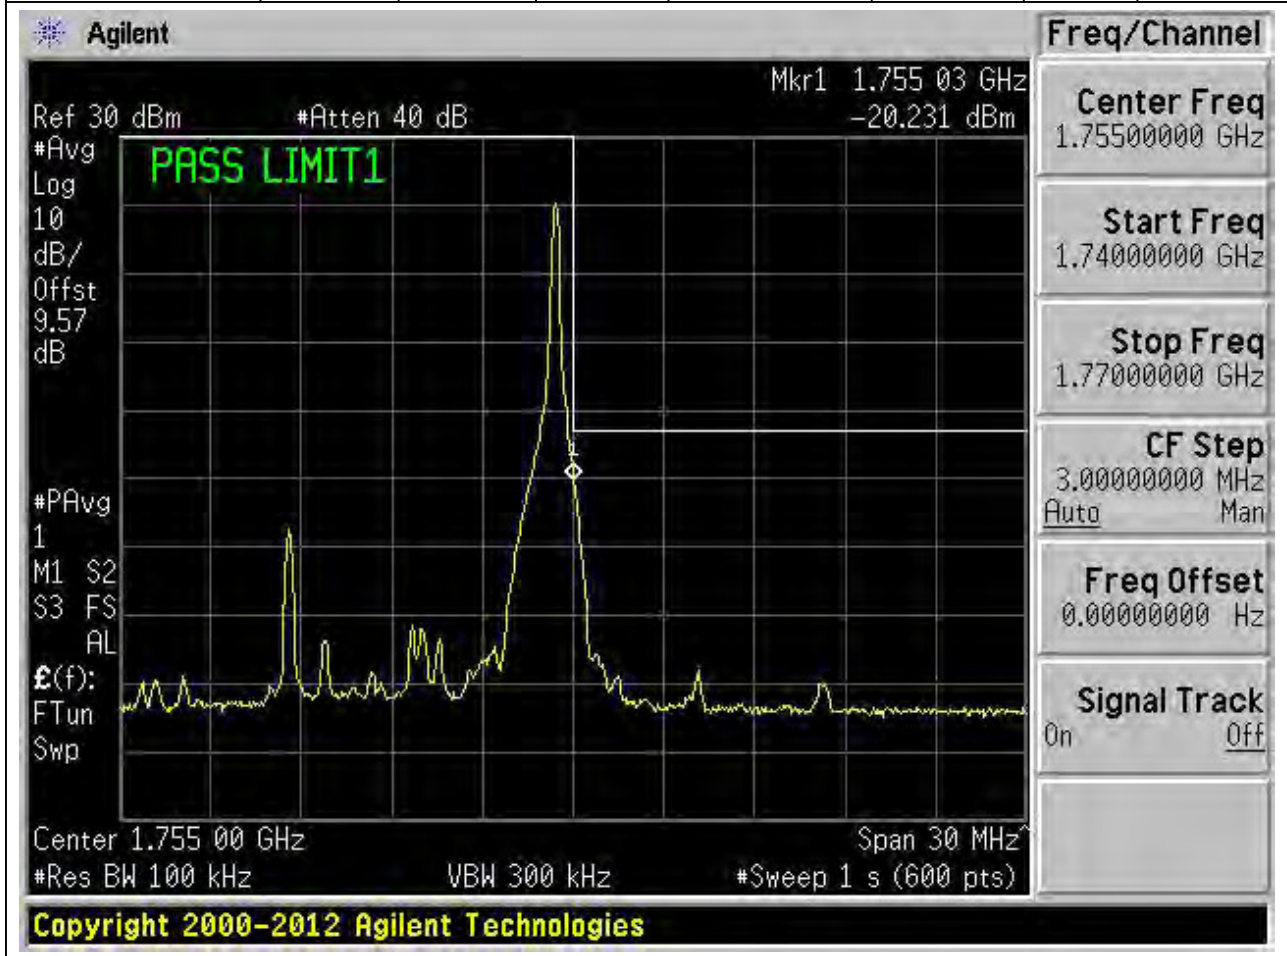 Agilent
Freq/Channel
Mkr1 1.755 03 GHz
Ref 30 dBm #Atten 40 dB -20.231 dBm
#Avg
Log
10
dB/
Offst
9.57
dB
PASS LIMIT1
1
#PAvg
1
M1 S2
S3 FS
AL
£(f):
FTun
Swp
Center 1.755 00 GHz Span 30 MHz^
#Res BW 100 kHz VBW 300 kHz #Sweep 1 s (600 pts)
Copyright 2000-2012 Agilent Technologies
Center Freq
1.75500000 GHz
Start Freq
1.74000000 GHz
Stop Freq
1.77000000 GHz
CF Step
3.00000000 MHz
Auto Man
Freq Offset
0.00000000 Hz
Signal Track
On Off